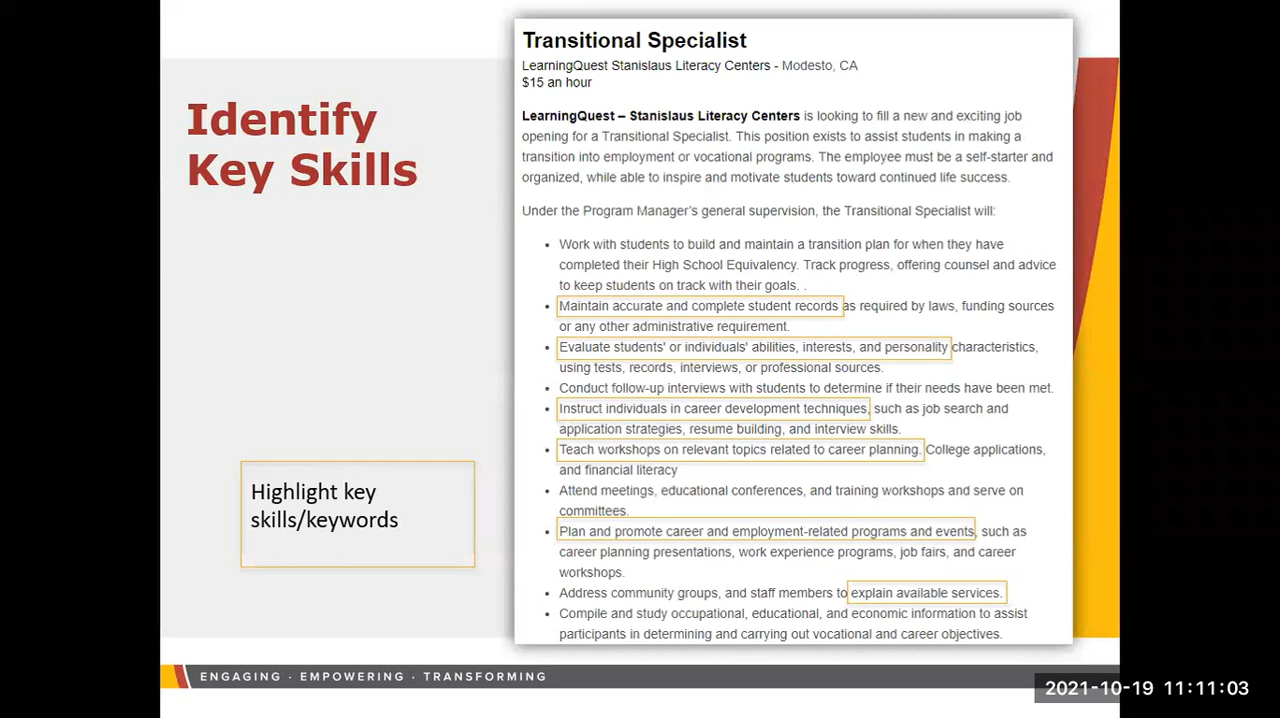 Identify
Key Skills
Highlight key
skills/keywords
Transitional Specialist
LearningQuest Stanislaus Literacy Centers - Modesto, CA
$15 an hour
LearningQuest – Stanislaus Literacy Centers is looking to fill a new and exciting job
opening for a Transitional Specialist. This position exists to assist students in making a
transition into employment or vocational programs. The employee must be a self-starter and
organized, while able to inspire and motivate students toward continued life success.
Under the Program Manager's general supervision, the Transitional Specialist will:
• Work with students to build and maintain a transition plan for when they have
completed their High School Equivalency. Track progress, offering counsel and advice
to keep students on track with their goals. .
• Maintain accurate and complete student records as required by laws, funding sources
or any other administrative requirement.
• Evaluate students' or individuals' abilities, interests, and personality characteristics,
using tests, records, interviews, or professional sources.
• Conduct follow-up interviews with students to determine if their needs have been met.
• Instruct individuals in career development techniques, such as job search and
application strategies, resume building, and interview skills.
• Teach workshops on relevant topics related to career planning. College applications,
and financial literacy
• Attend meetings, educational conferences, and training workshops and serve on
committees.
• Plan and promote career and employment-related programs and events, such as
career planning presentations, work experience programs, job fairs, and career
workshops.
• Address community groups, and staff members to explain available services.
• Compile and study occupational, educational, and economic information to assist
participants in determining and carrying out vocational and career objectives.
ENGAGING · EMPOWERING · TRANSFORMING
2021-10-19 11:11:03